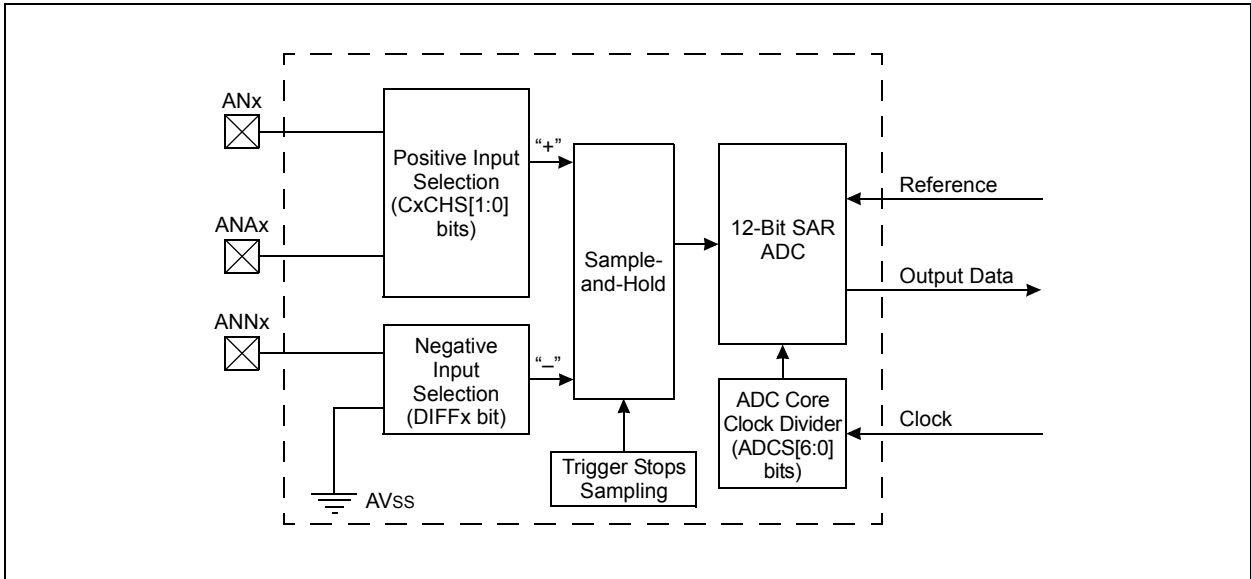 ANx
Positive Input
Selection
(CxCHS[1:0]
bits)
ANAx
ANNx
Negative
Input
Selection
(DIFFx bit)
AVSS
“+”
“–”
Sample-
and-Hold
Trigger Stops
Sampling
12-Bit SAR
ADC
ADC Core
Clock Divider
(ADCS[6:0]
bits)
Reference
Output Data
Clock